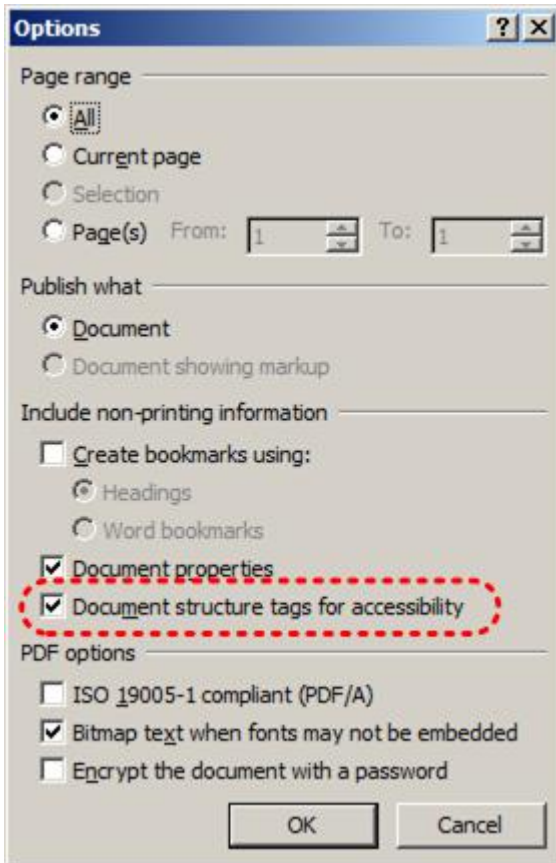 Options
Page range
All
Current page
Selection
Page(s) From: 1 To: 1
Publish what
Document
Document showing markup
Include non-printing information
Create bookmarks using:
Headings
Word bookmarks
Document properties
Document structure tags for accessibility
PDF options
ISO 19005-1 compliant (PDF/A)
Bitmap text when fonts may not be embedded
Encrypt the document with a password
OK Cancel